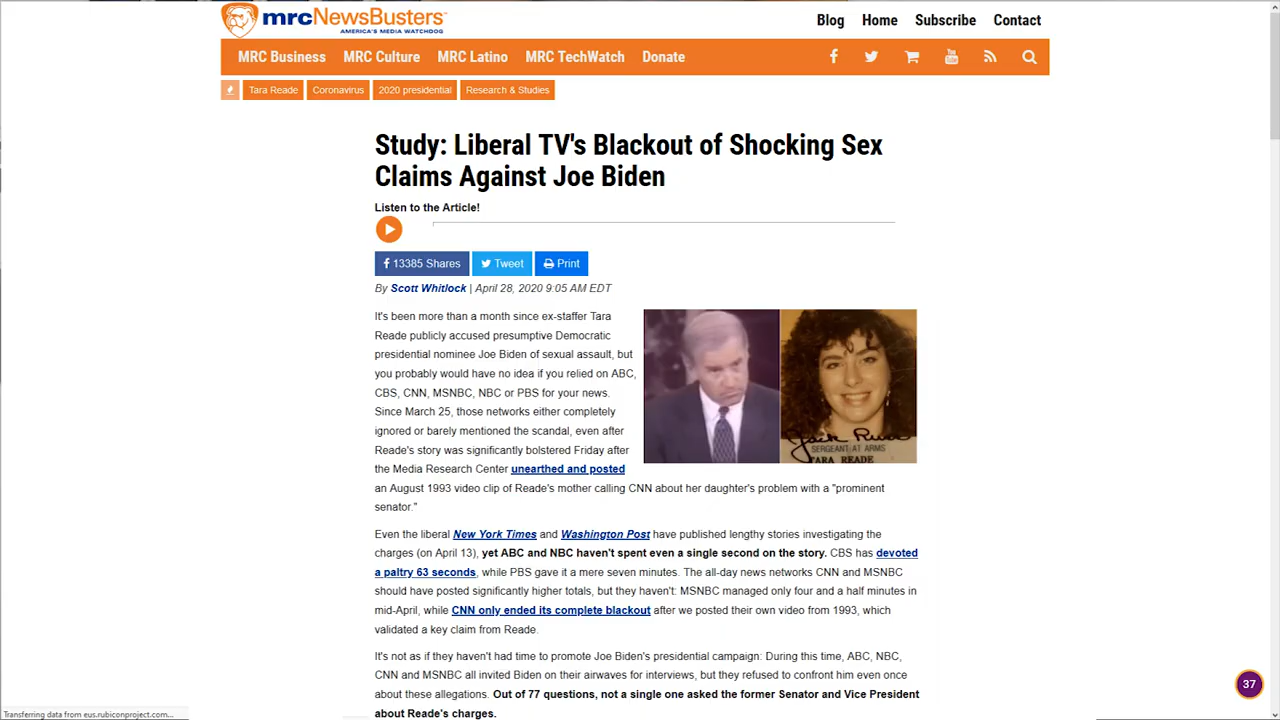 mrcNewsBusters
AMERICA'S MEDIA WATCHDOG
Blog Home Subscribe Contact
MRC Business MRC Culture MRC Latino MRC TechWatch Donate
Tara Reade Coronavirus 2020 presidential Research & Studies
Study: Liberal TV's Blackout of Shocking Sex
Claims Against Joe Biden
Listen to the Article!
13385 Shares Tweet Print
By Scott Whitlock | April 28, 2020 9:05 AM EDT
It's been more than a month since ex-staffer Tara
Reade publicly accused presumptive Democratic
presidential nominee Joe Biden of sexual assault, but
you probably would have no idea if you relied on ABC,
CBS, CNN, MSNBC, NBC or PBS for your news.
Since March 25, those networks either completely
ignored or barely mentioned the scandal, even after
Reade's story was significantly bolstered Friday after
the Media Research Center unearthed and posted
an August 1993 video clip of Reade's mother calling CNN about her daughter's problem with a "prominent
senator."
SERGEANT AT ARMS
TARA READE
Even the liberal New York Times and Washington Post have published lengthy stories investigating the
charges (on April 13), yet ABC and NBC haven't spent even a single second on the story. CBS has devoted
a paltry 63 seconds, while PBS gave it a mere seven minutes. The all-day news networks CNN and MSNBC
should have posted significantly higher totals, but they haven't: MSNBC managed only four and a half minutes in
mid-April, while CNN only ended its complete blackout after we posted their own video from 1993, which
validated a key claim from Reade.
It's not as if they haven't had time to promote Joe Biden's presidential campaign: During this time, ABC, NBC,
CNN and MSNBC all invited Biden on their airwaves for interviews, but they refused to confront him even once
about these allegations. Out of 77 questions, not a single one asked the former Senator and Vice President
about Reade's charges.
37
Transferring data from eus.rubiconproject.com...